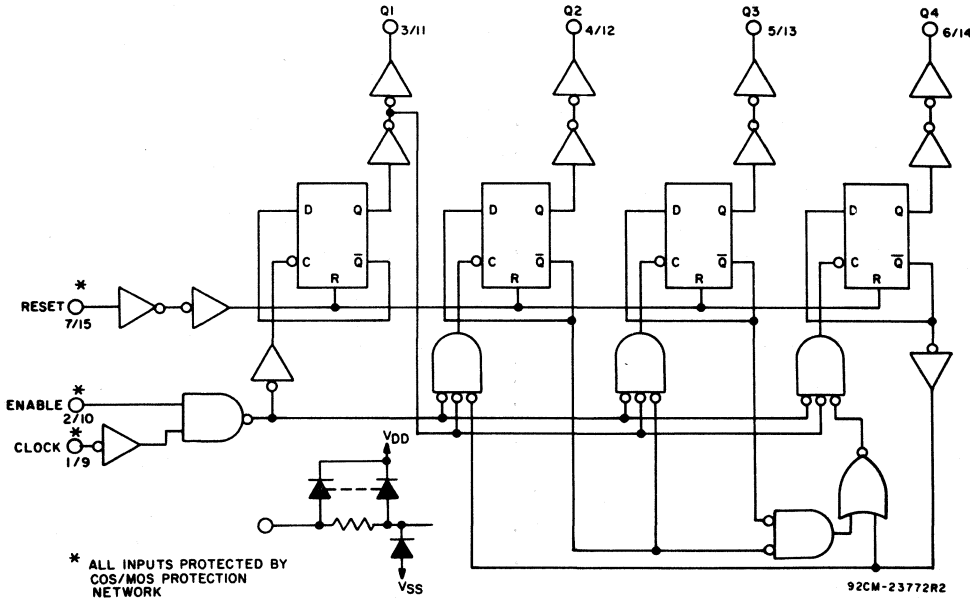 Q1
3/11
Q2
4/12
Q3
5/13
Q4
6/14
D Q
C Q̅
R
D Q
C Q̅
R
D Q
C Q̅
R
D Q
C Q̅
R
*
RESET
7/15
*
ENABLE
2/10
*
CLOCK
1/9
VDD
VSS
* ALL INPUTS PROTECTED BY
COS/MOS PROTECTION
NETWORK
92CM-23772R2